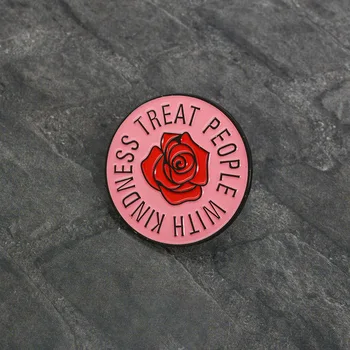 TREAT PEOPLE WITH KINDNESS